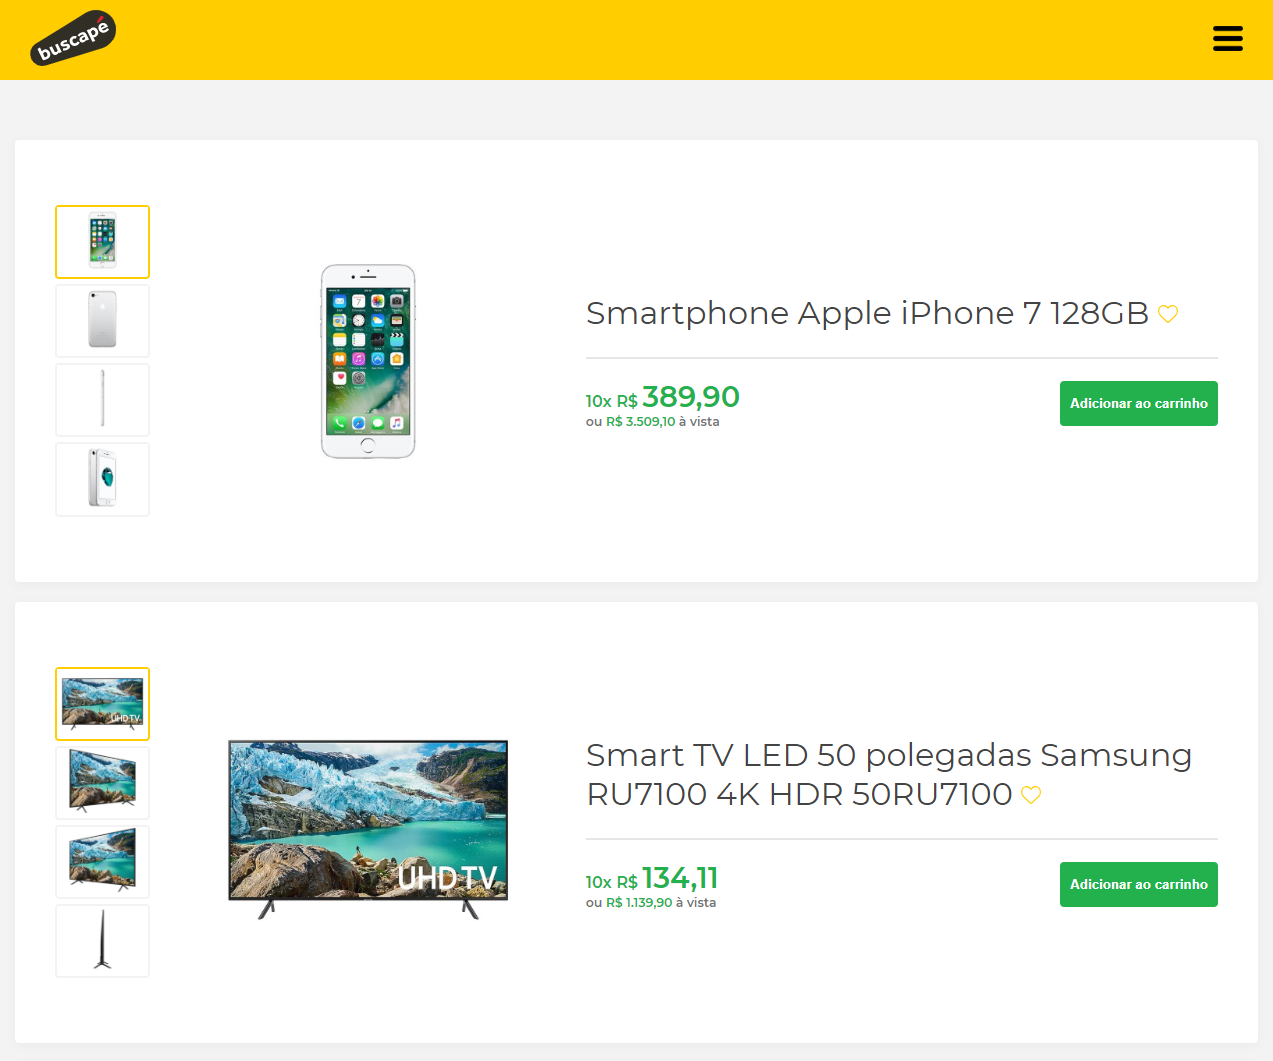 buscapé
Smartphone Apple iPhone 7 128GB
10x R$ 389,90
ou R$ 3.509,10 à vista
Adicionar ao carrinho
UHD TV
UHD TV
Smart TV LED 50 polegadas Samsung
RU7100 4K HDR 50RU7100
10x R$ 134,11
ou R$ 1.139,90 à vista
Adicionar ao carrinho